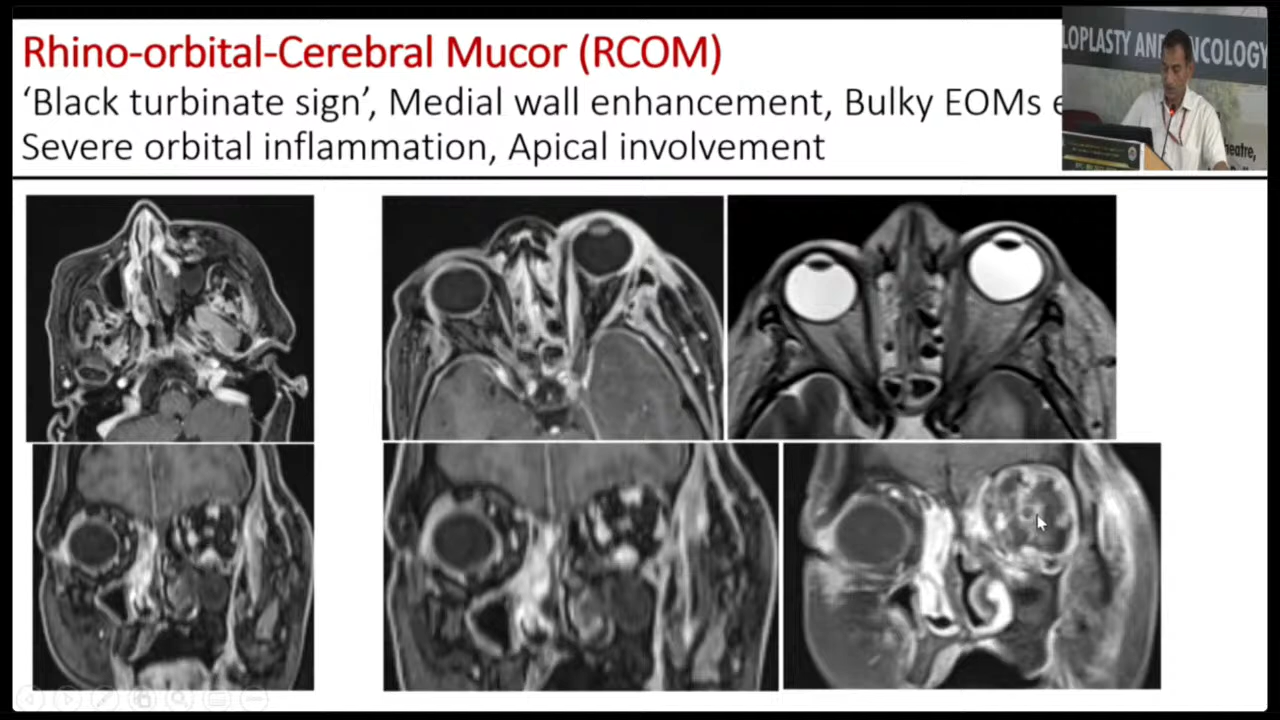 Rhino-orbital-Cerebral Mucor (RCOM)
‘Black turbinate sign’, Medial wall enhancement, Bulky EOMs
Severe orbital inflammation, Apical involvement
LOPLASTY AND ONCOLOGY